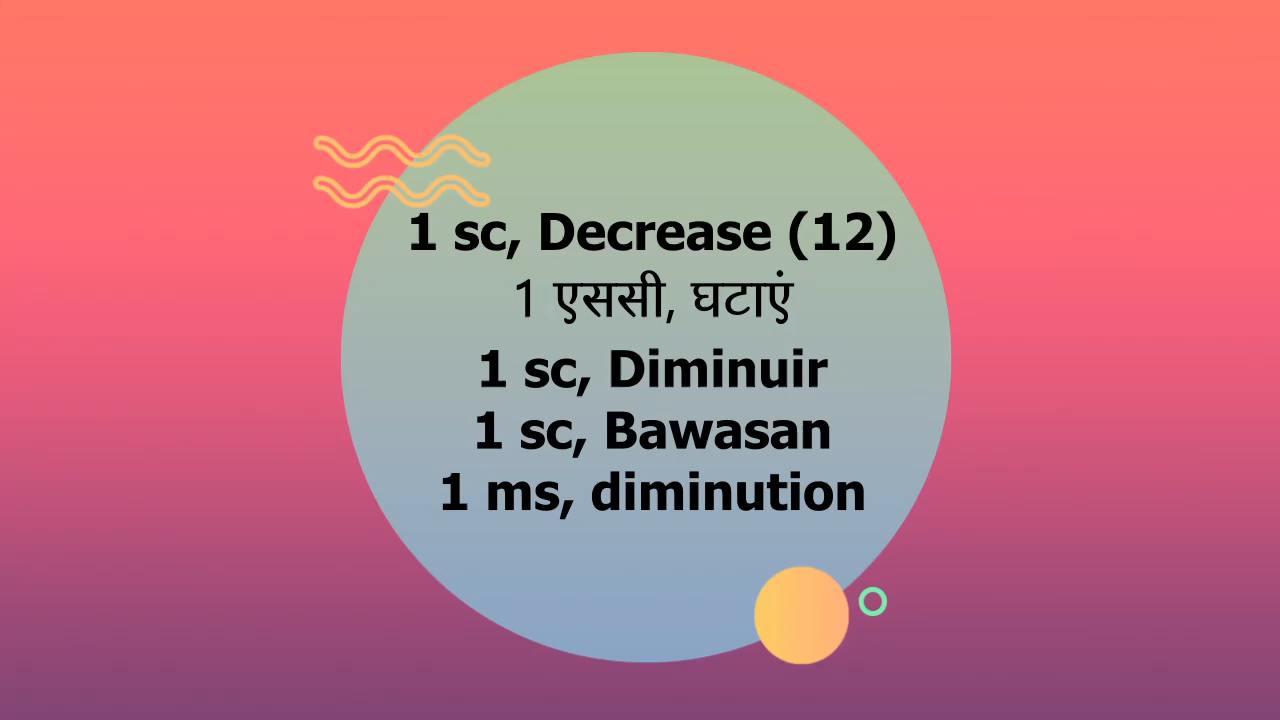 1 sc, Decrease (12)
1 एससी, घटाएं
1 sc, Diminuir
1 sc, Bawasan
1 ms, diminution